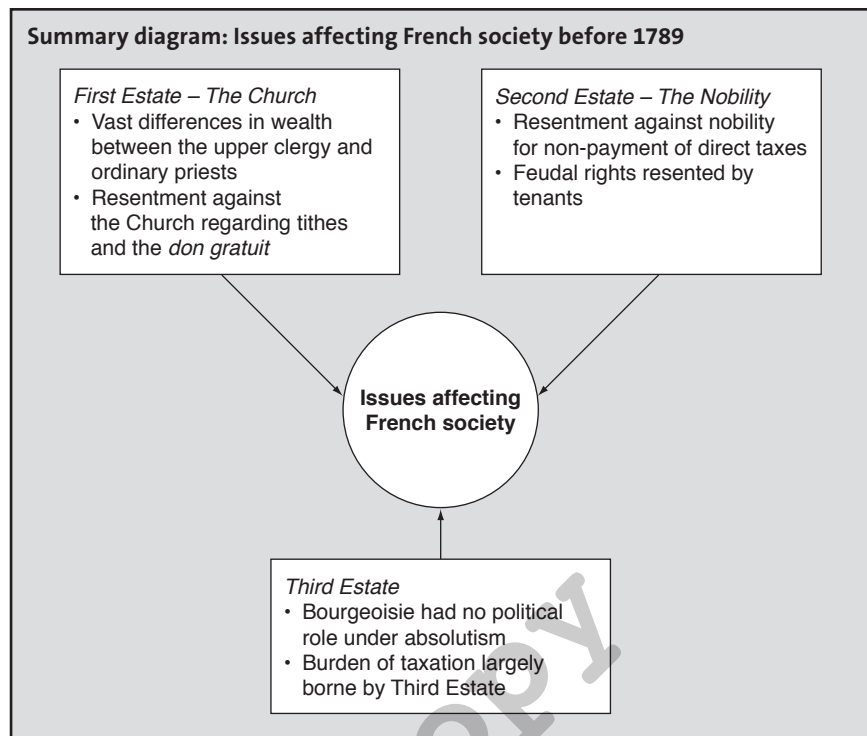 Summary diagram: Issues affecting French society before 1789
First Estate – The Church
• Vast differences in wealth
between the upper clergy and
ordinary priests
• Resentment against
the Church regarding tithes
and the don gratuit
Second Estate – The Nobility
• Resentment against nobility
for non-payment of direct taxes
• Feudal rights resented by
tenants
Issues affecting
French society
Third Estate
• Bourgeoisie had no political
role under absolutism
• Burden of taxation largely
borne by Third Estate
opy